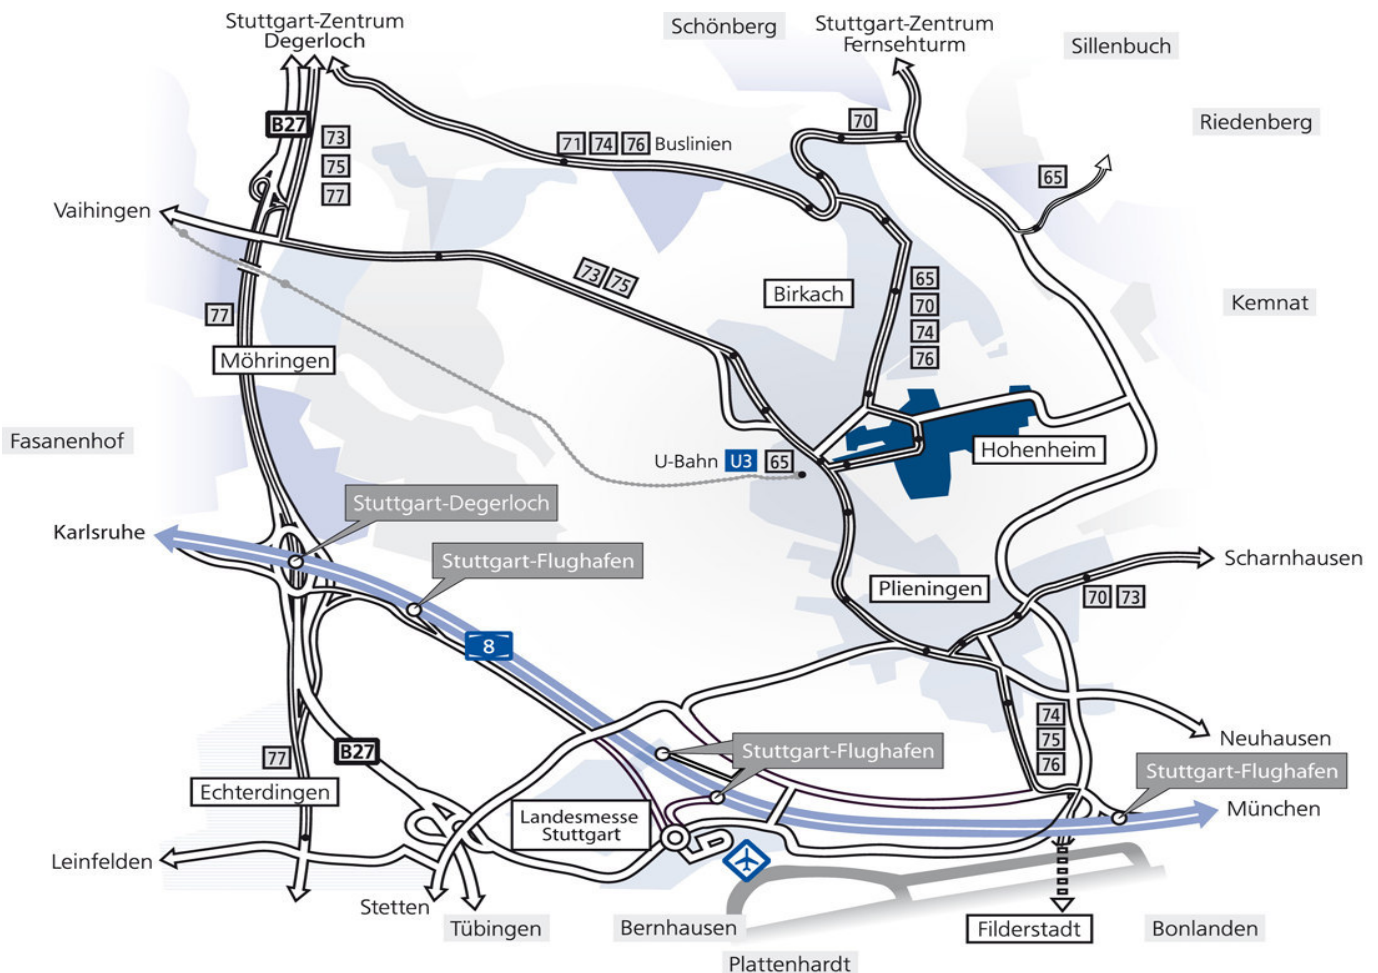 Stuttgart-Zentrum
Degerloch
Schönberg
Stuttgart-Zentrum
Fernsehturm
Sillenbuch
B27
73
75
77
71 74 76 Buslinien
70
Riedenberg
65
Vaihingen
73 75
Birkach
65
70
74
76
Kemnat
77
Möhringen
Fasanenhof
U-Bahn U3 65
Hohenheim
Stuttgart-Degerloch
Karlsruhe
Stuttgart-Flughafen
Scharnhausen
Plieningen
70 73
8
74
75
76
Neuhausen
B27
77
Stuttgart-Flughafen
Stuttgart-Flughafen
Echterdingen
Landesmesse
Stuttgart
München
Leinfelden
Stetten
Tübingen
Bernhausen
Filderstadt
Bonlanden
Plattenhardt